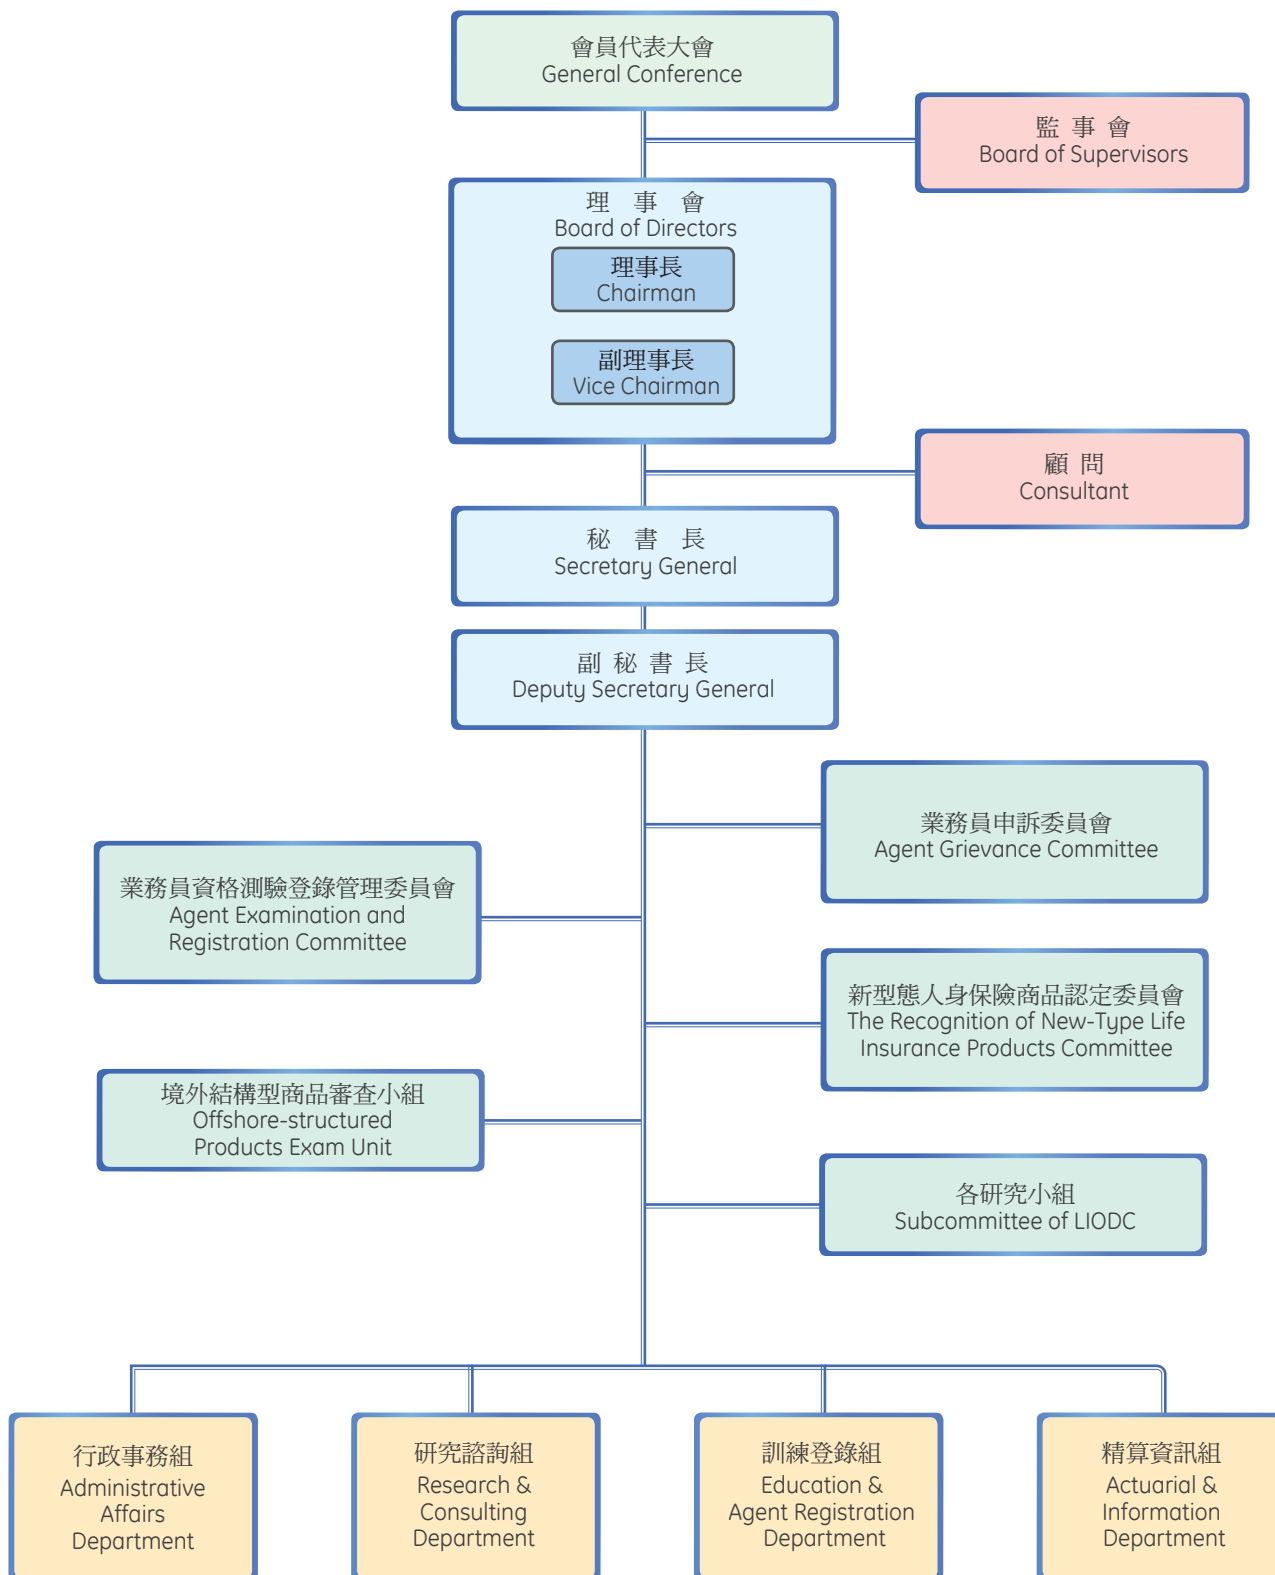 會員代表大會
General Conference
監事會
Board of Supervisors
理事會
Board of Directors
理事長
Chairman
副理事長
Vice Chairman
顧問
Consultant
秘書長
Secretary General
副秘書長
Deputy Secretary General
業務員申訴委員會
Agent Grievance Committee
業務員資格測驗登錄管理委員會
Agent Examination and
Registration Committee
新型態人身保險商品認定委員會
The Recognition of New-Type Life
Insurance Products Committee
境外結構型商品審查小組
Offshore-structured
Products Exam Unit
各研究小組
Subcommittee of LIODC
行政事務組
Administrative
Affairs
Department
研究諮詢組
Research &
Consulting
Department
訓練登錄組
Education &
Agent Registration
Department
精算資訊組
Actuarial &
Information
Department